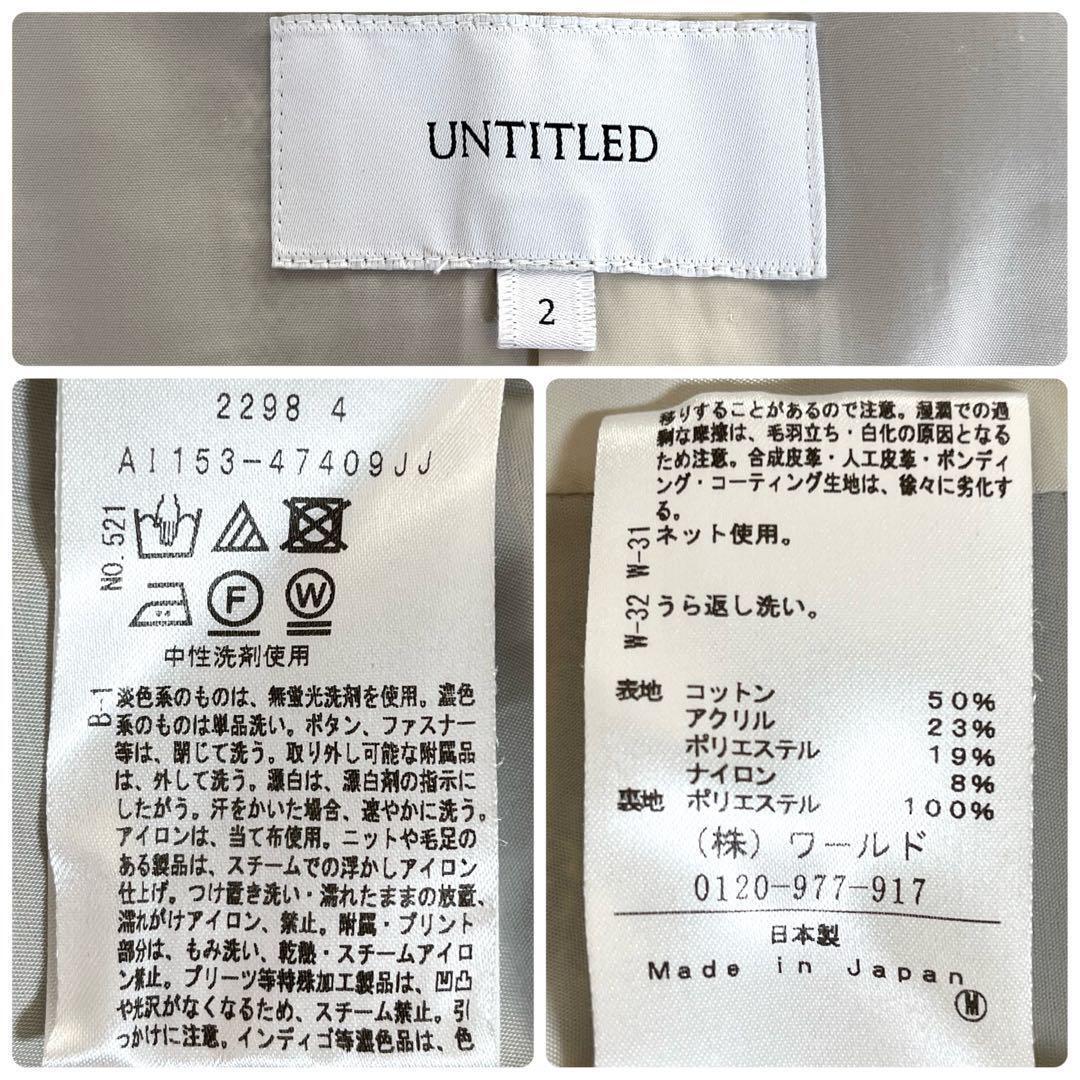 UNTITLED
2
2298 4
AI153-47409JJ
NO.521
F
W
中性洗剤使用
B-1
淡色系のものは、無蛍光洗剤を使用。濃色
系のものは単品洗い。ボタン、ファスナー
等は、閉じて洗う。取り外し可能な附属品
は、外して洗う。漂白は、漂白剤の指示に
したがう。汗をかいた場合、速やかに洗う。
アイロンは、当て布使用。ニットや毛足の
ある製品は、スチームでの浮かしアイロン
仕上げ。つけ置き洗い・濡れたままの放置、
濡れがけアイロン、禁止。附属・プリント
部分は、もみ洗い、乾熱・スチームアイロ
ン禁止。プリーツ等特殊加工製品は、凹凸
や光沢がなくなるため、スチーム禁止。引
っかけに注意。インディゴ等濃色品は、色
移りすることがあるので注意。湿潤での過
剰な摩擦は、毛羽立ち・白化の原因となる
ため注意。合成皮革・人工皮革・ボンディ
ング・コーティング生地は、徐々に劣化す
る。
W-31 ネット使用。
W-32 うら返し洗い。
表地 コットン 50%
アクリル 23%
ポリエステル 19%
ナイロン 8%
裏地 ポリエステル 100%
(株)ワールド
0120-977-917
日本製
Made in Japan
M